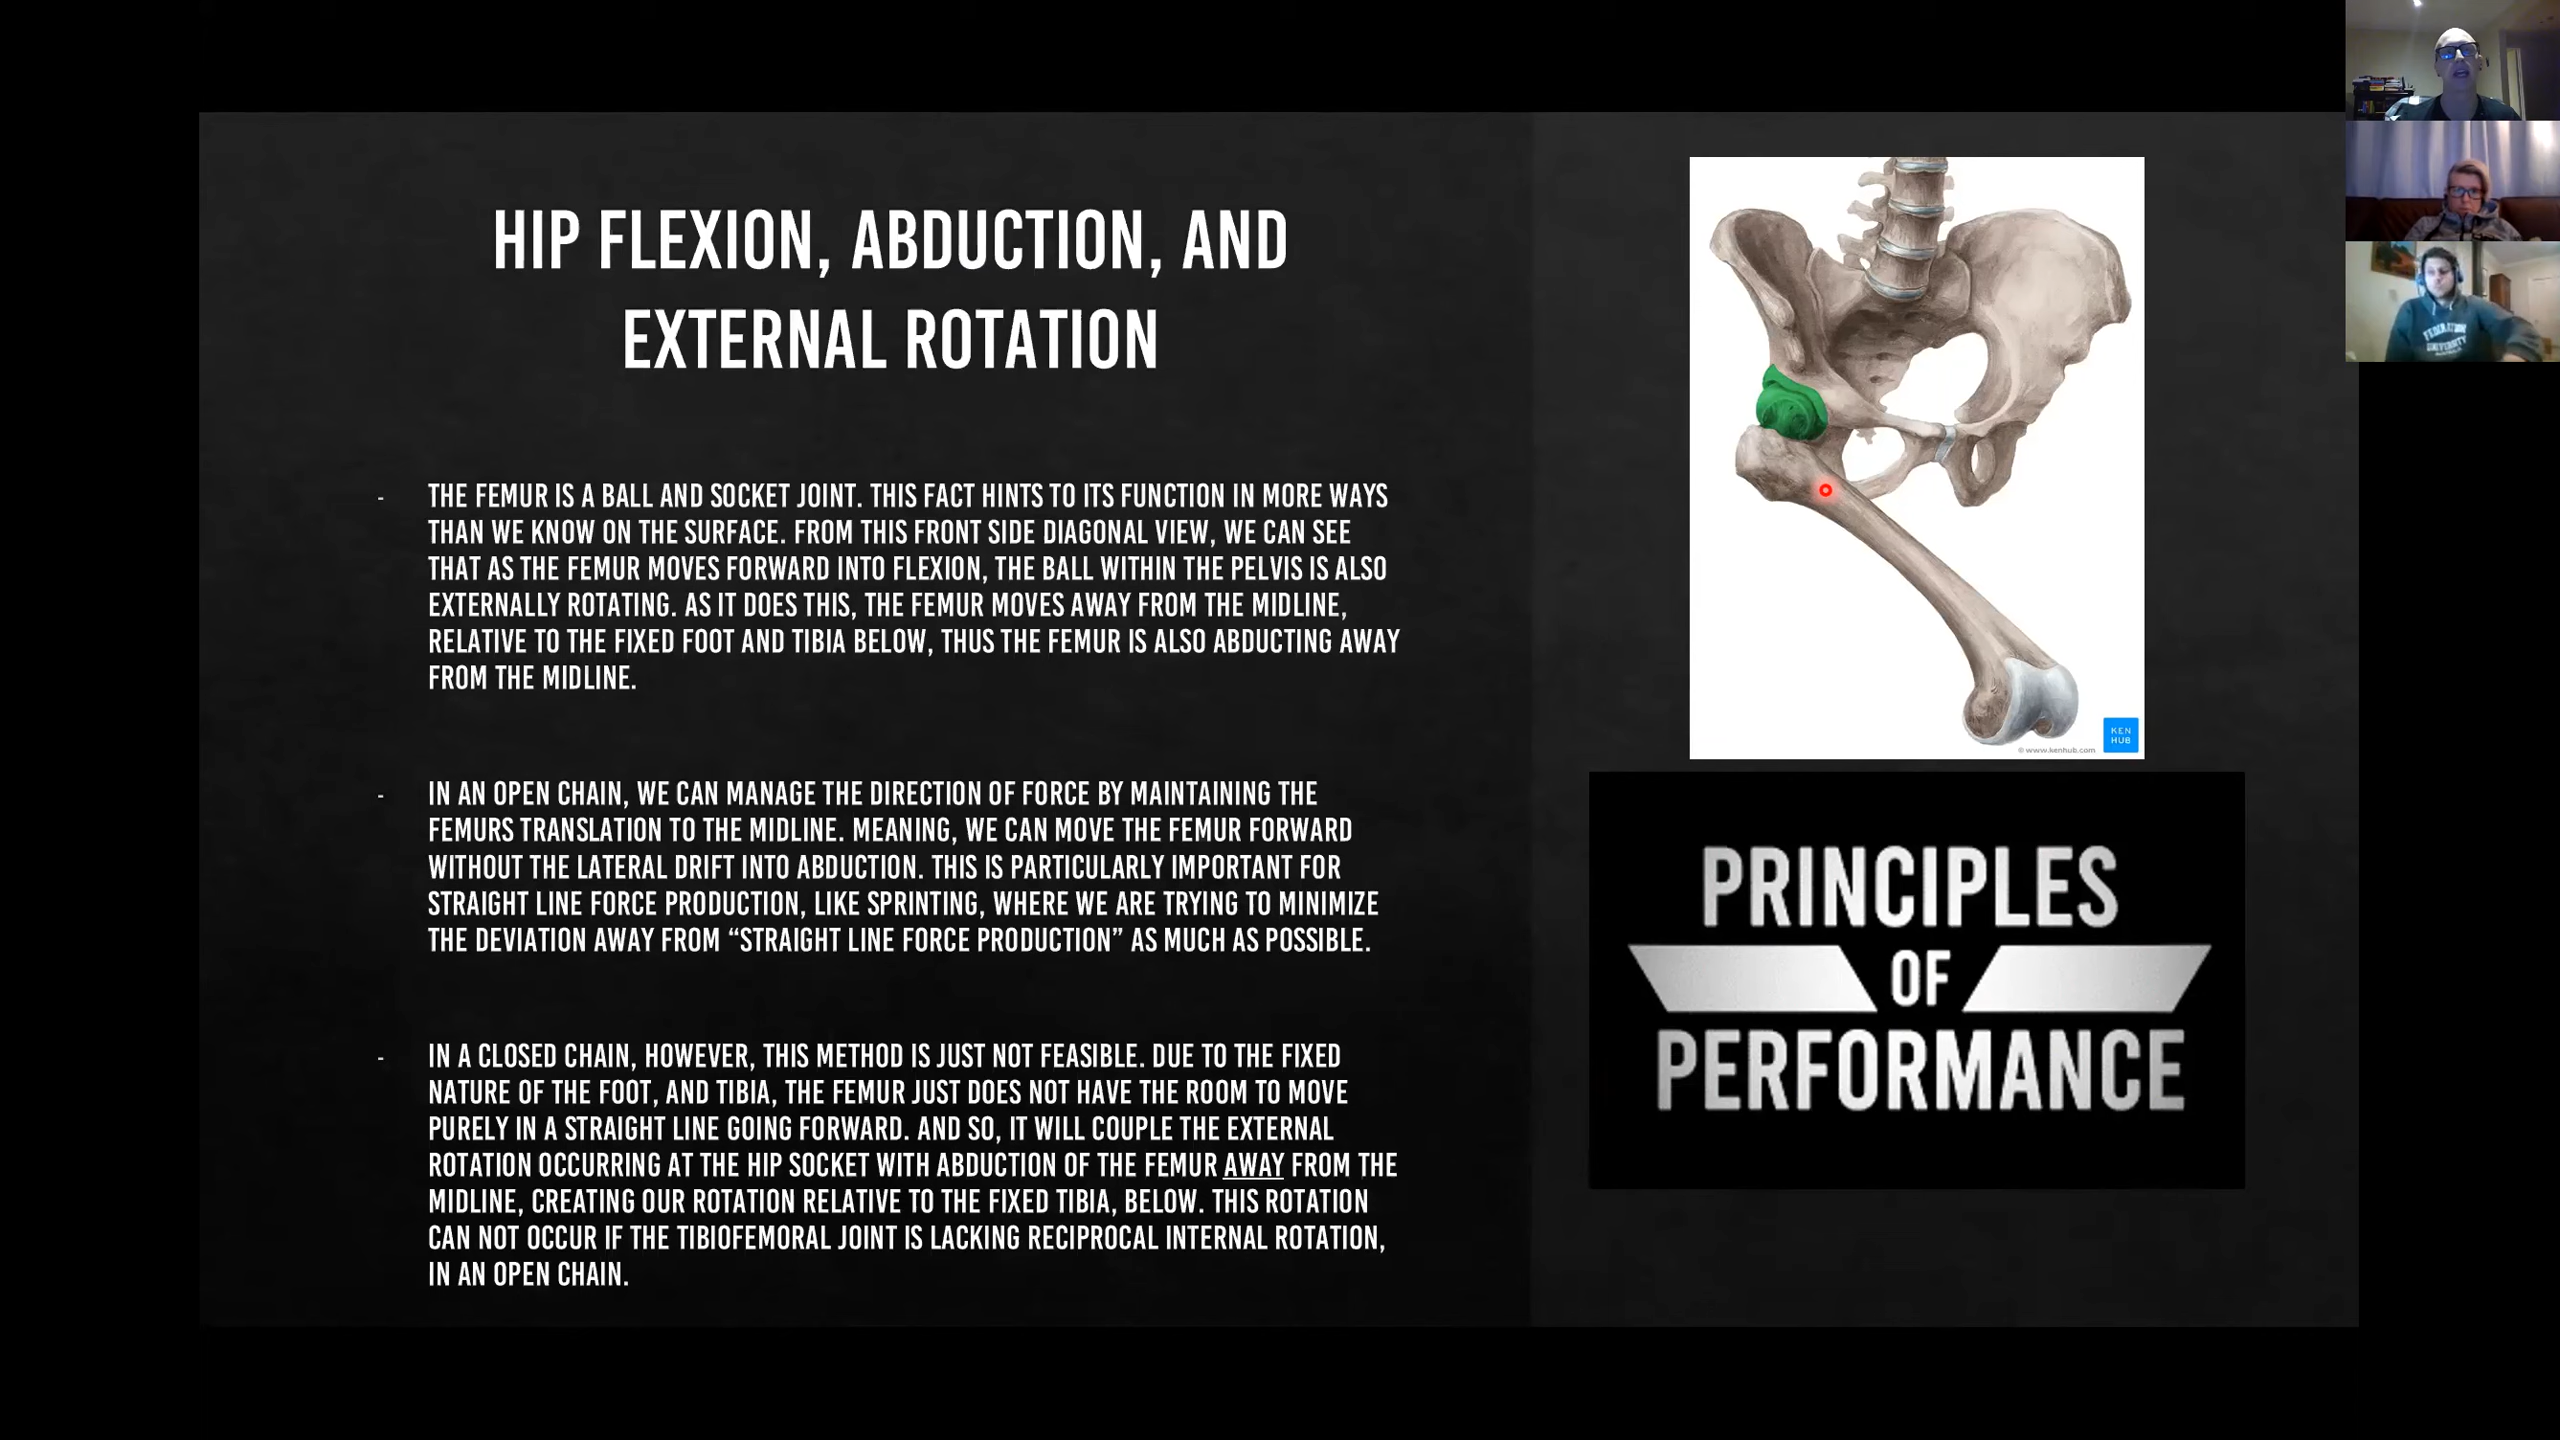 HIP FLEXION, ABDUCTION, AND
EXTERNAL ROTATION
- THE FEMUR IS A BALL AND SOCKET JOINT. THIS FACT HINTS TO ITS FUNCTION IN MORE WAYS
THAN WE KNOW ON THE SURFACE. FROM THIS FRONT SIDE DIAGONAL VIEW, WE CAN SEE
THAT AS THE FEMUR MOVES FORWARD INTO FLEXION, THE BALL WITHIN THE PELVIS IS ALSO
EXTERNALLY ROTATING. AS IT DOES THIS, THE FEMUR MOVES AWAY FROM THE MIDLINE,
RELATIVE TO THE FIXED FOOT AND TIBIA BELOW, THUS THE FEMUR IS ALSO ABDUCTING AWAY
FROM THE MIDLINE.
- IN AN OPEN CHAIN, WE CAN MANAGE THE DIRECTION OF FORCE BY MAINTAINING THE
FEMURS TRANSLATION TO THE MIDLINE. MEANING, WE CAN MOVE THE FEMUR FORWARD
WITHOUT THE LATERAL DRIFT INTO ABDUCTION. THIS IS PARTICULARLY IMPORTANT FOR
STRAIGHT LINE FORCE PRODUCTION, LIKE SPRINTING, WHERE WE ARE TRYING TO MINIMIZE
THE DEVIATION AWAY FROM “STRAIGHT LINE FORCE PRODUCTION” AS MUCH AS POSSIBLE.
- IN A CLOSED CHAIN, HOWEVER, THIS METHOD IS JUST NOT FEASIBLE. DUE TO THE FIXED
NATURE OF THE FOOT, AND TIBIA, THE FEMUR JUST DOES NOT HAVE THE ROOM TO MOVE
PURELY IN A STRAIGHT LINE GOING FORWARD. AND SO, IT WILL COUPLE THE EXTERNAL
ROTATION OCCURRING AT THE HIP SOCKET WITH ABDUCTION OF THE FEMUR AWAY FROM THE
MIDLINE, CREATING OUR ROTATION RELATIVE TO THE FIXED TIBIA, BELOW. THIS ROTATION
CAN NOT OCCUR IF THE TIBIOFEMORAL JOINT IS LACKING RECIPROCAL INTERNAL ROTATION,
IN AN OPEN CHAIN.
KEN
HUB
© www.kenhub.com
PRINCIPLES
OF
PERFORMANCE
FEDERATION
UNIVERSITY